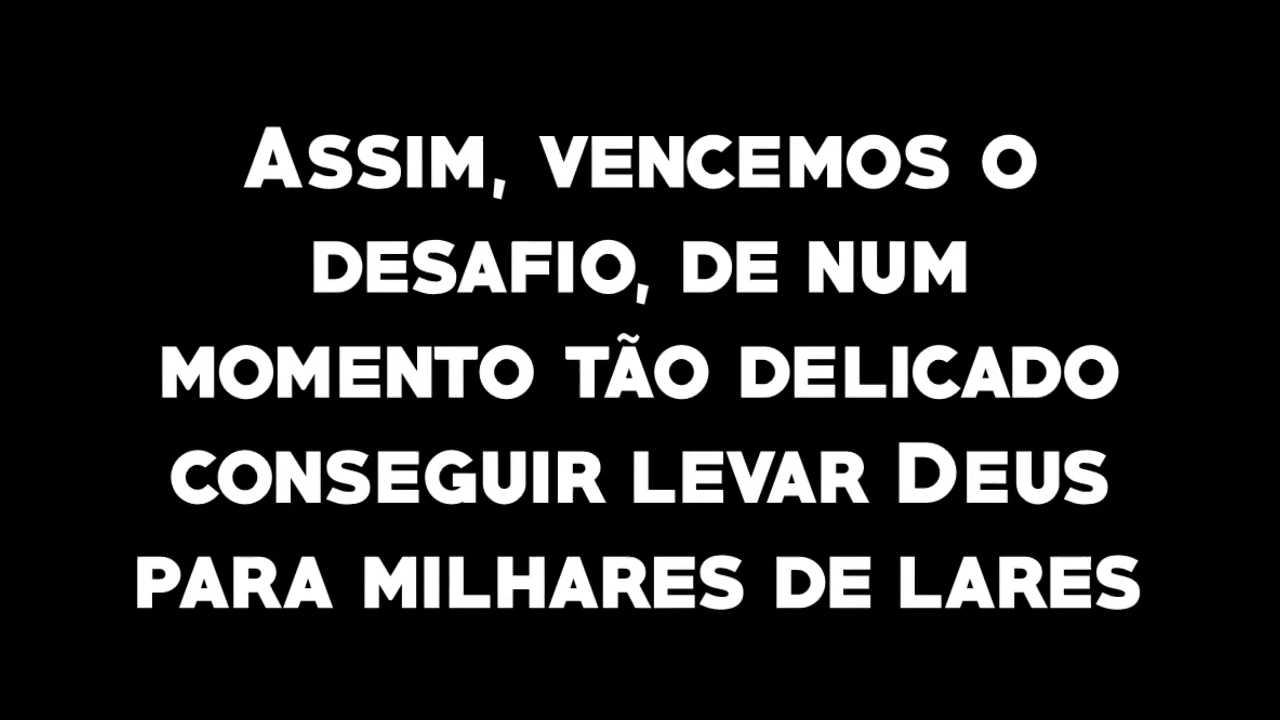 Assim, vencemos o
desafio, de num
momento tão delicado
conseguir levar Deus
para milhares de lares